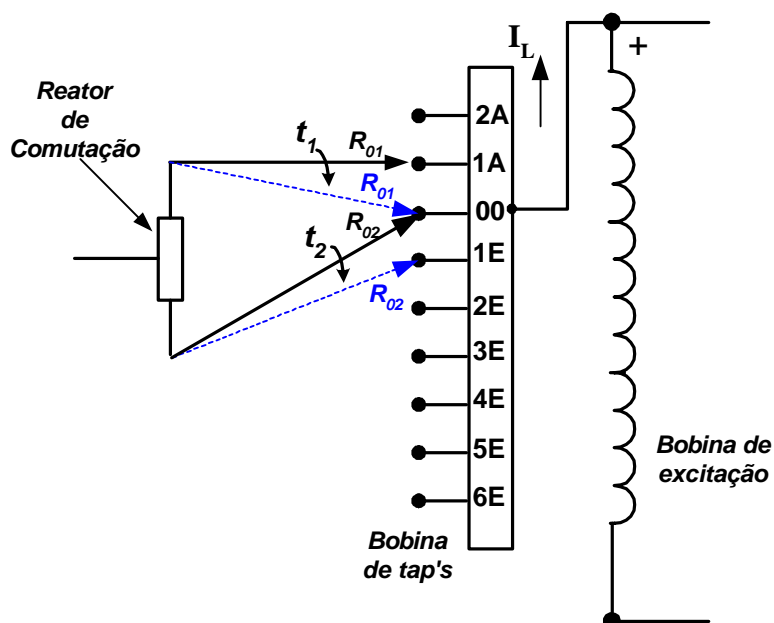 Reator
de
Comutação
I_L
+
t_1
R_01
R_01
R_02
t_2
R_02
2A
1A
00
1E
2E
3E
4E
5E
6E
Bobina
de tap's
Bobina de
excitação